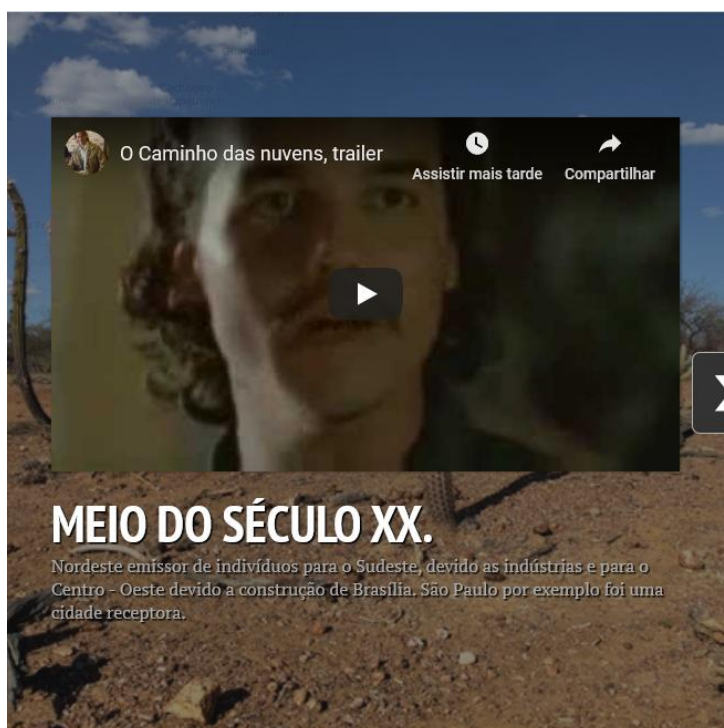 O Caminho das nuvens, trailer
Assistir mais tarde
Compartilhar
MEIO DO SÉCULO XX.
Nordeste emissor de indivíduos para o Sudeste, devido as indústrias e para o
Centro - Oeste devido a construção de Brasília. São Paulo por exemplo foi uma
cidade receptora.